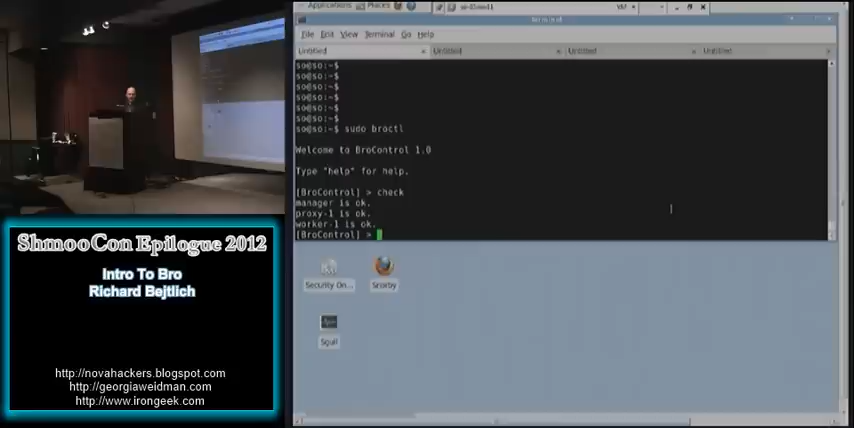 Applications Places
File Edit View Terminal Go Help
Untitled Untitled Untitled Untitled
so@so:~$
so@so:~$
so@so:~$
so@so:~$
so@so:~$
so@so:~$
so@so:~$ sudo broctl
Welcome to BroControl 1.0
Type "help" for help.
[BroControl] > check
manager is ok.
proxy-1 is ok.
worker-1 is ok.
[BroControl] >
Security On...
Snorby
Sguil
ShmooCon Epilogue 2012
Intro To Bro
Richard Bejtlich
http://novahackers.blogspot.com
http://georgiaweidman.com
http://www.irongeek.com